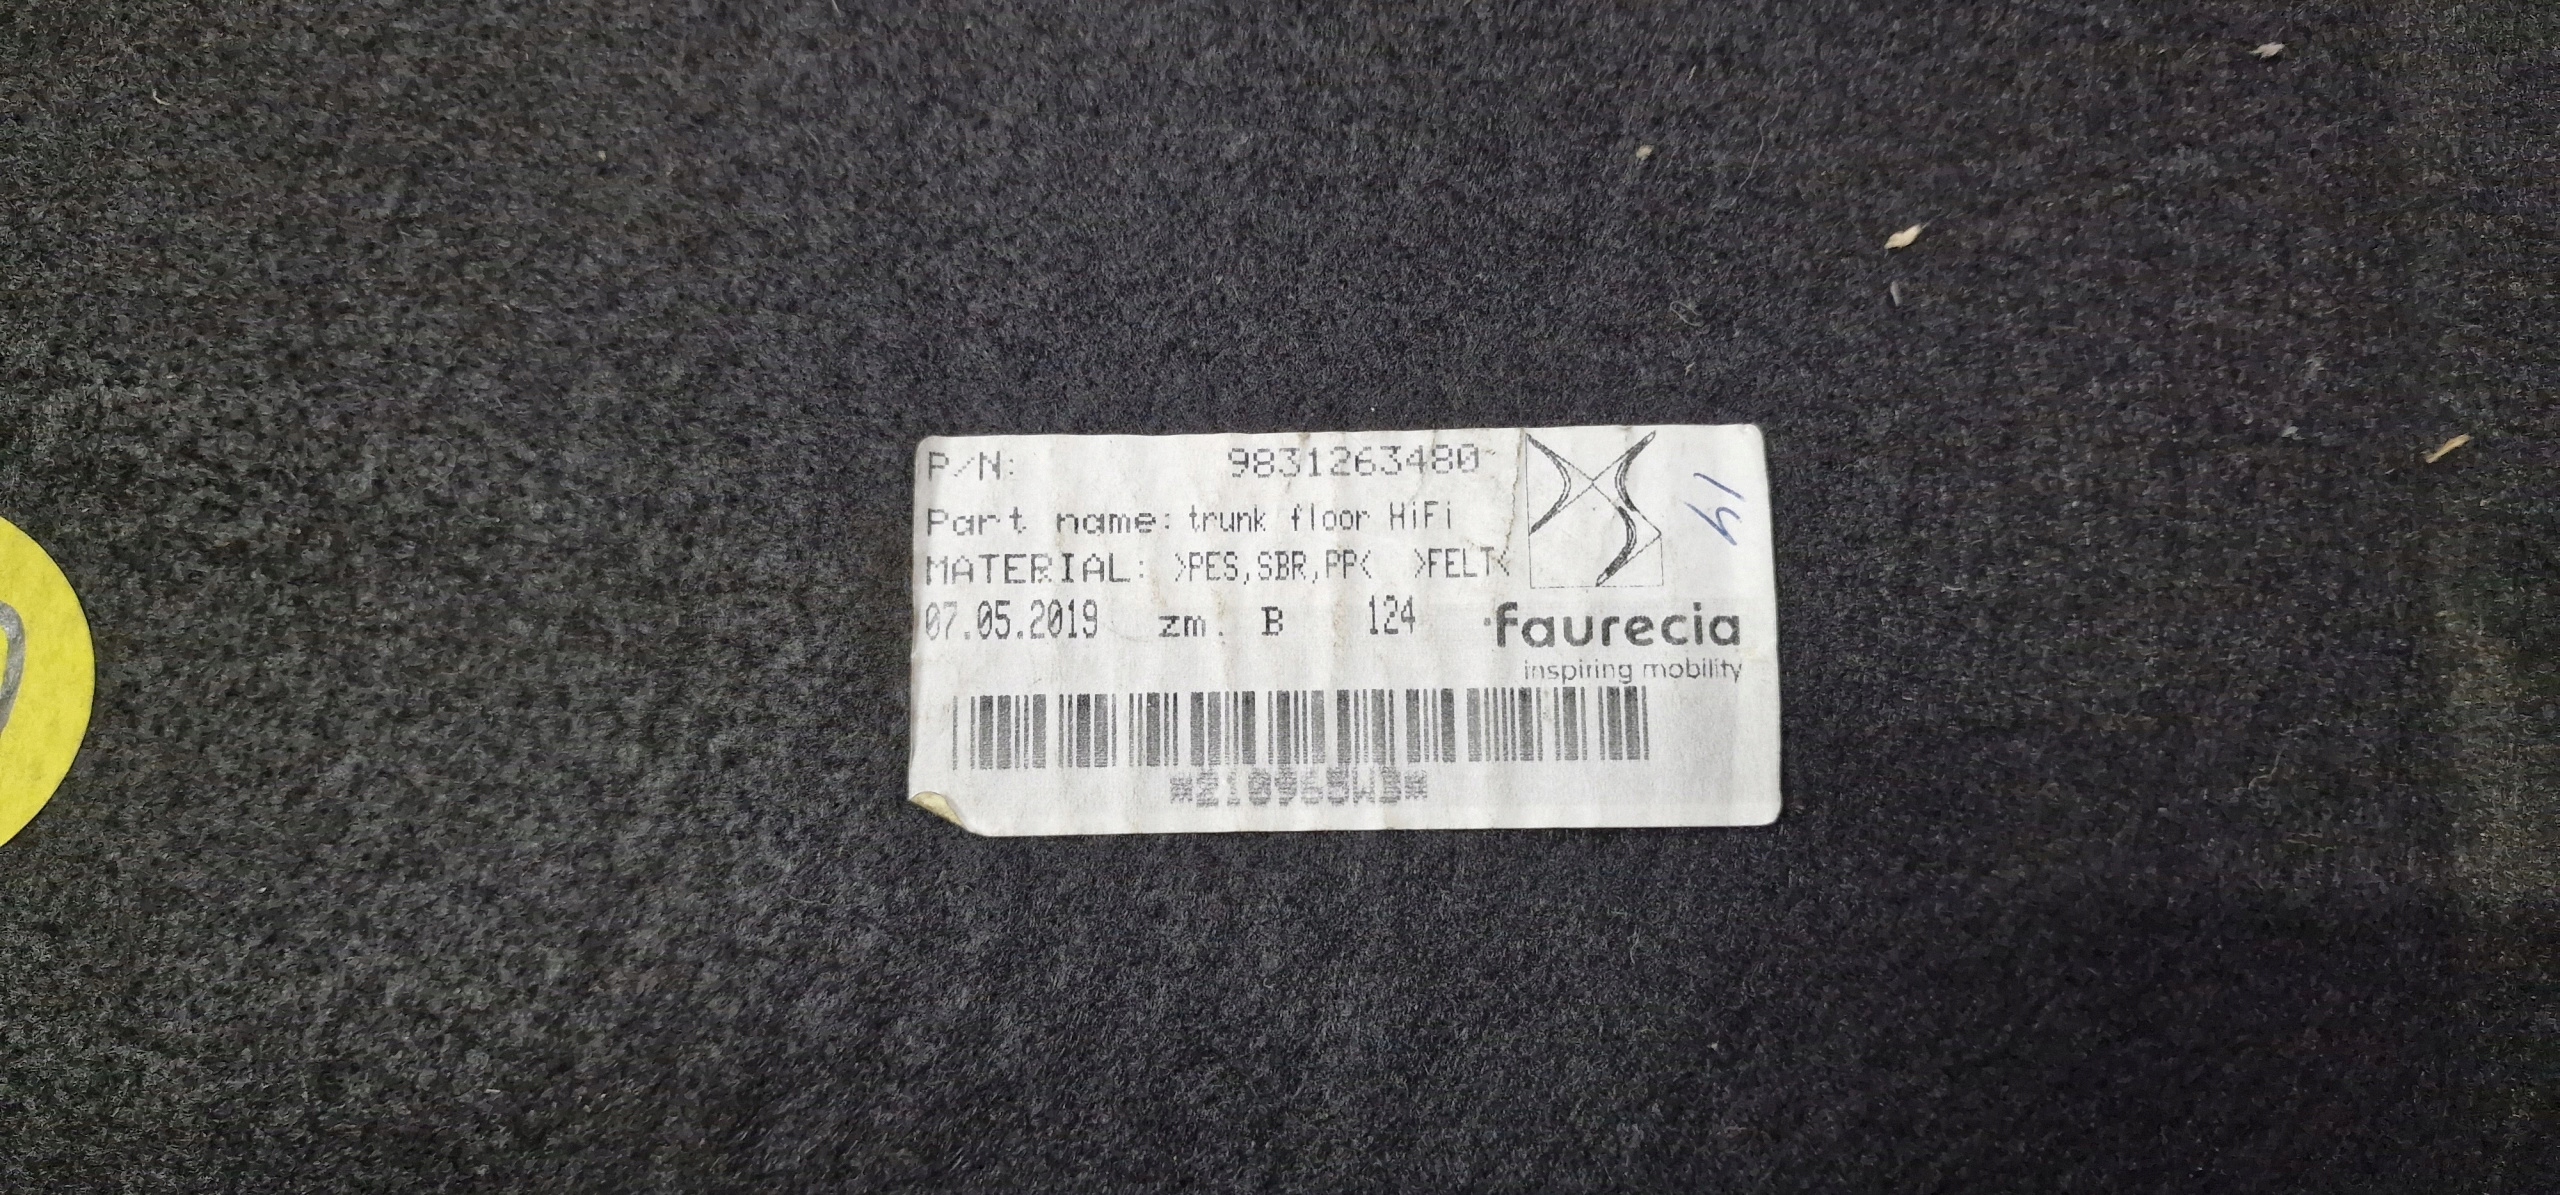 P/N: 9831263480
Part name: trunk floor HiFi
MATERIAL: >PES,SBR,PP< >FELT<
07.05.2019 zm. B 124
faurecia
inspiring mobility
14